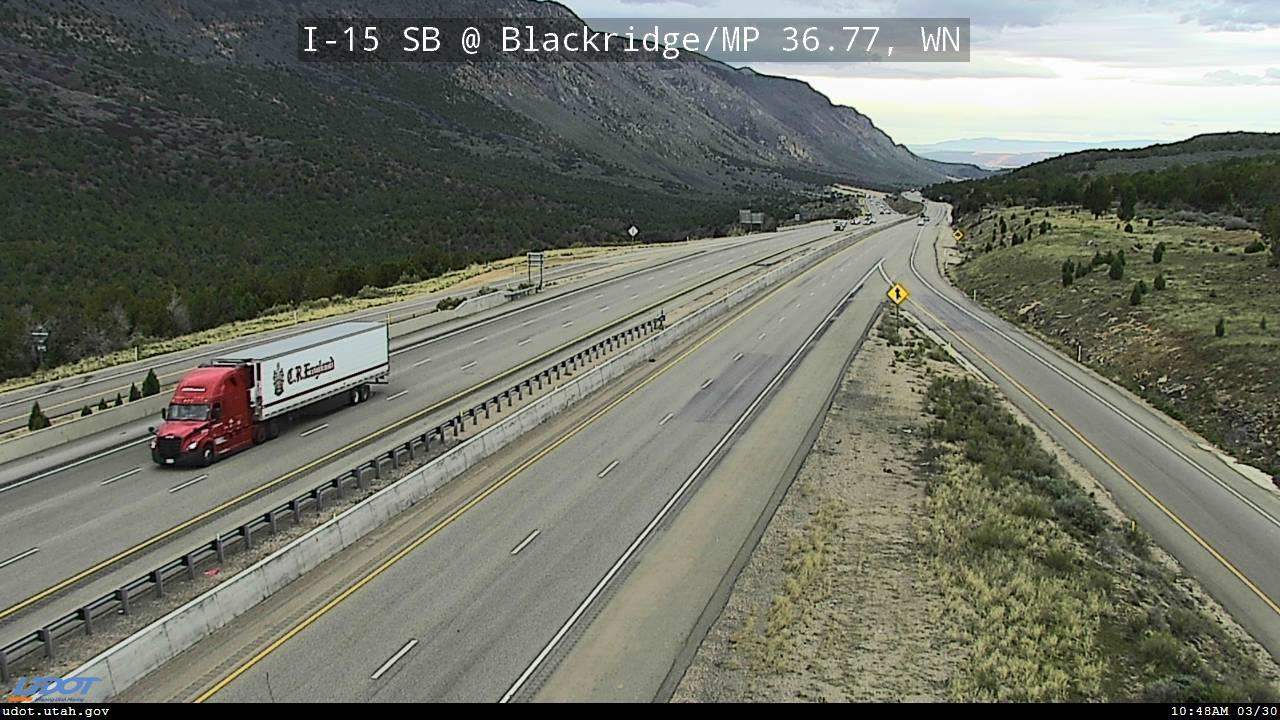 I-15 SB @ Blackridge/MP 36.77, WN
C.R. England
UDOT
udot.utah.gov
10:48AM 03/30